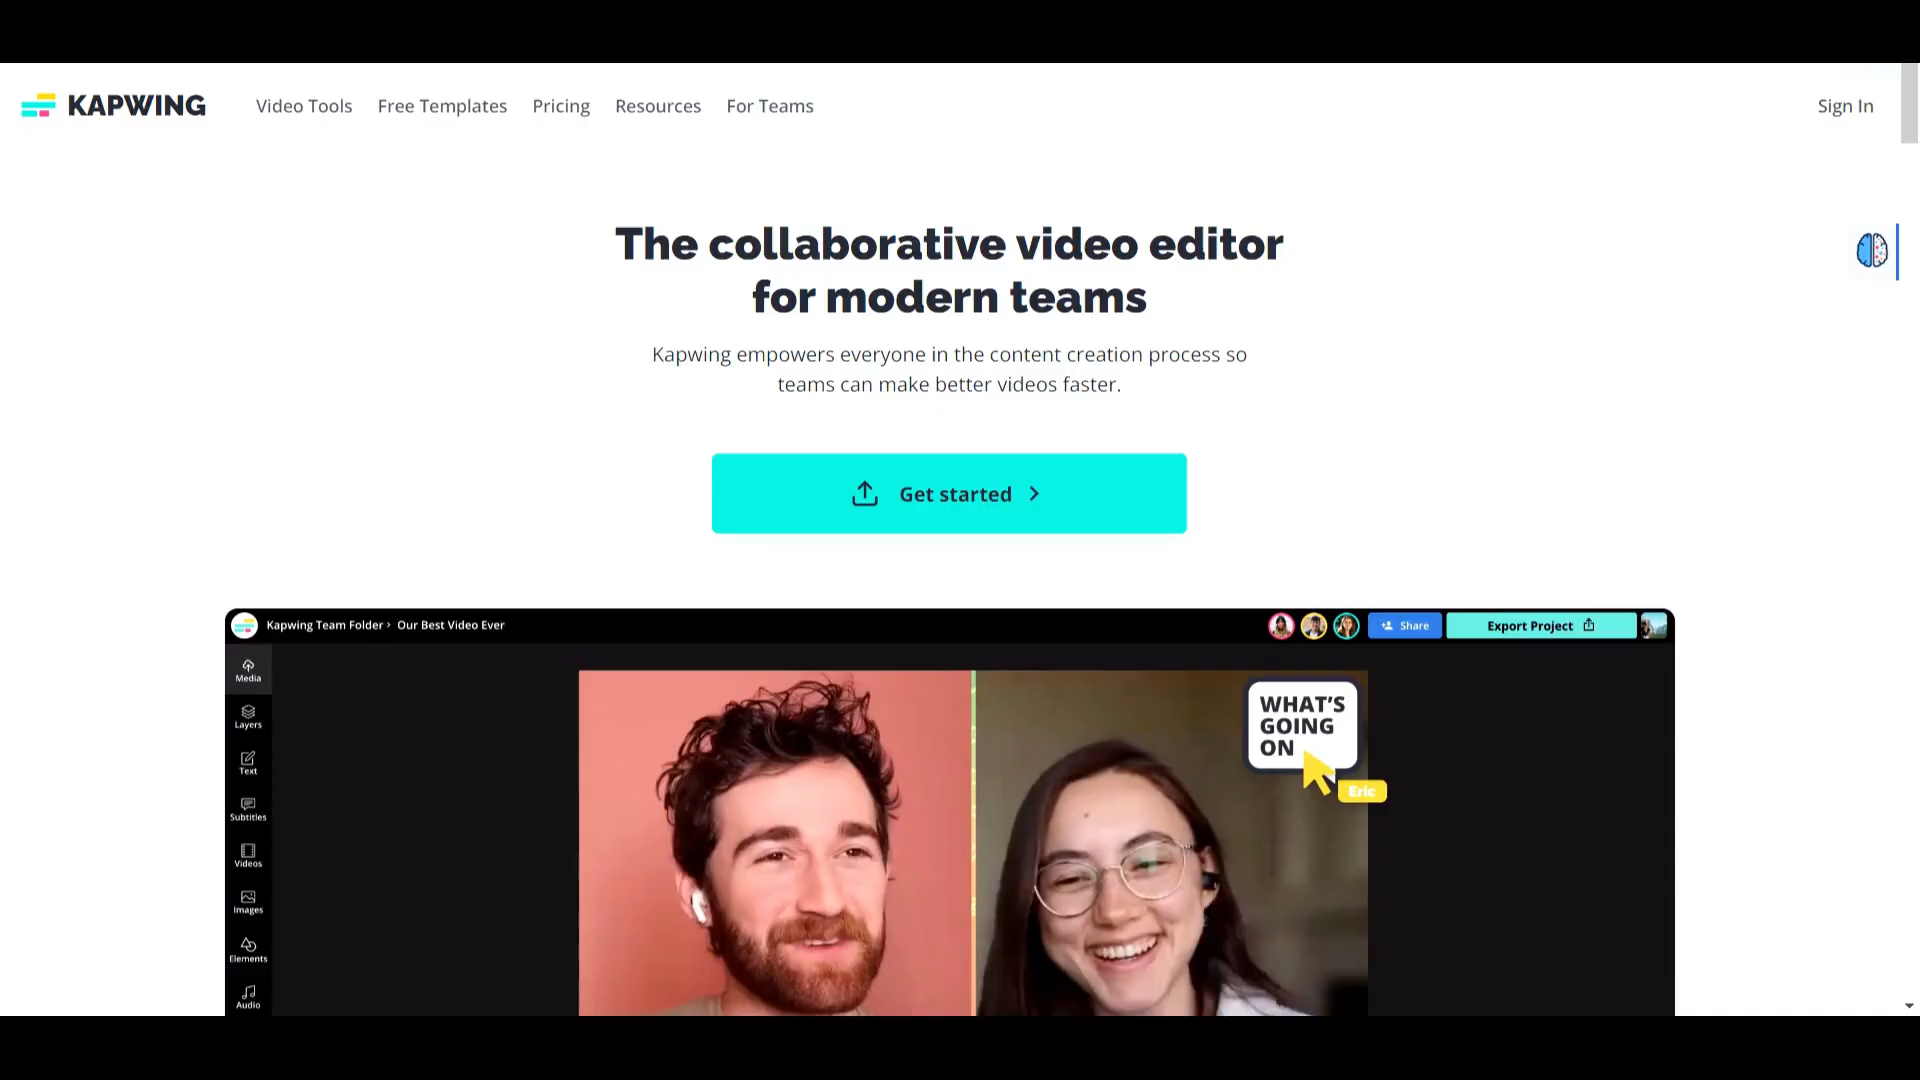 KAPWING
Video Tools
Free Templates
Pricing
Resources
For Teams
Sign In
The collaborative video editor
for modern teams
Kapwing empowers everyone in the content creation process so
teams can make better videos faster.
Get started
Kapwing Team Folder › Our Best Video Ever
Share
Export Project
Media
Layers
Text
Subtitles
Videos
Images
Elements
Audio
WHAT'S
GOING
ON
Eric